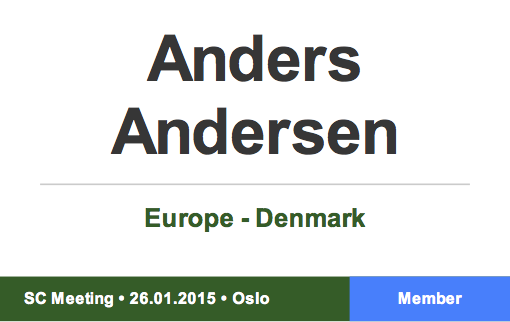 Anders
Andersen
Europe - Denmark
SC Meeting • 26.01.2015 • Oslo
Member